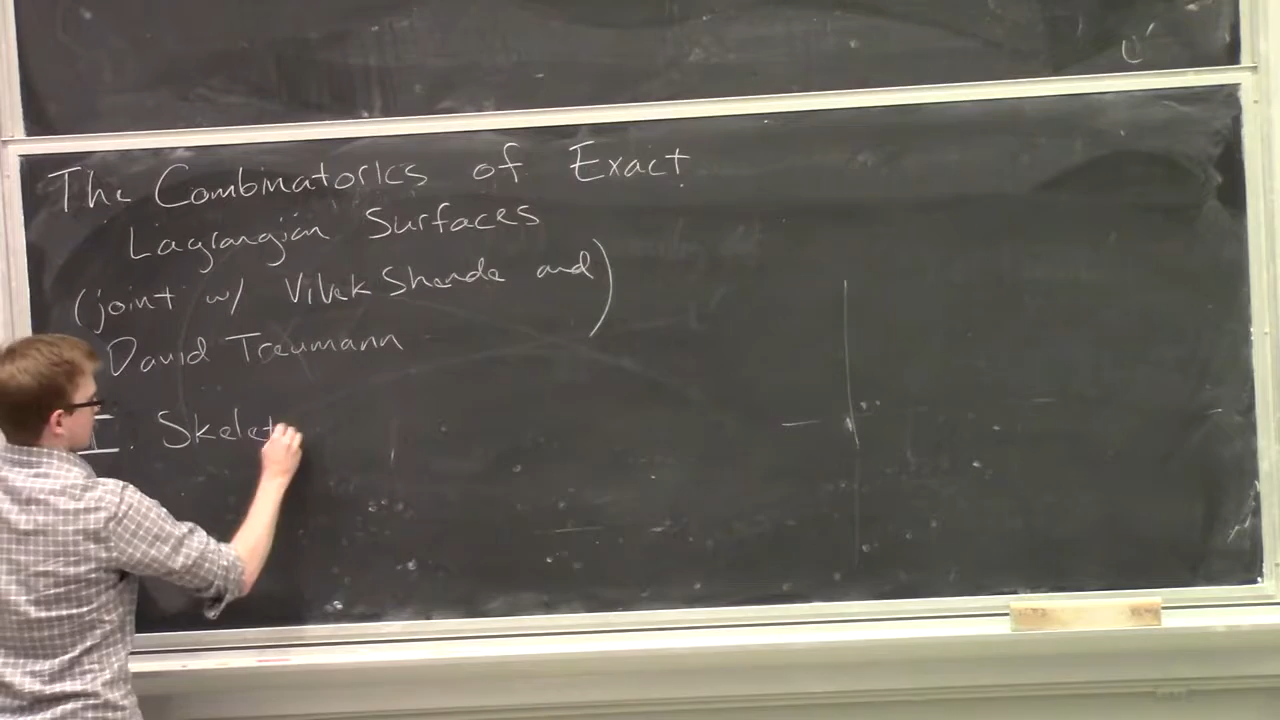 The Combinatorics of Exact
Lagrangian Surfaces
(joint w/ Vivek Shende and)
David Treumann
I. Skelet